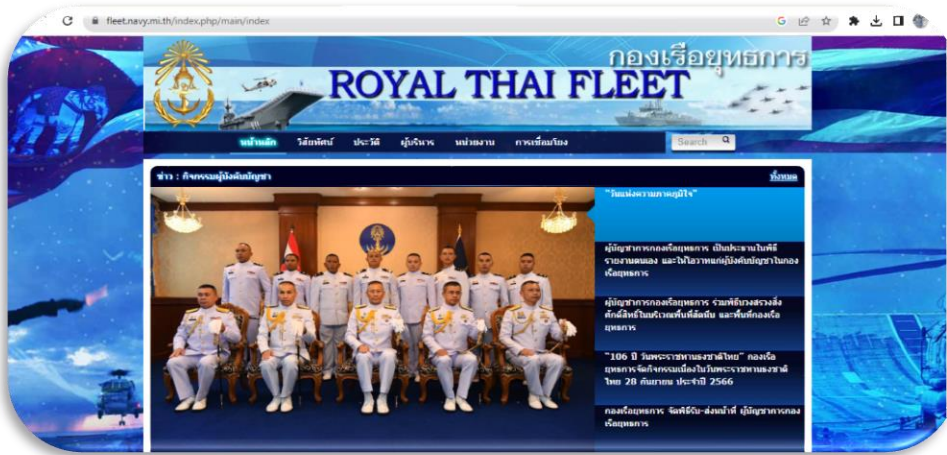 fleet.navy.mi.th/index.php/main/index
กองเรือยุทธการ
ROYAL THAI FLEET
หน้าหลัก วิสัยทัศน์ ประวัติ ผู้บริหาร หน่วยงาน การเชื่อมโยง
Search
ข่าว : กิจกรรมผู้บังคับบัญชา ทั้งหมด
"วันแห่งความภาคภูมิใจ"
ผู้บัญชาการกองเรือยุทธการ เป็นประธานในพิธี
รายงานตนเอง และให้โอวาทแก่ผู้บังคับบัญชาในกอง
เรือยุทธการ
ผู้บัญชาการกองเรือยุทธการ ร่วมพิธีบวงสรวงสิ่ง
ศักดิ์สิทธิ์ในบริเวณพื้นที่สัตหีบ และพื้นที่กองเรือ
ยุทธการ
"106 ปี วันพระราชทานธงชาติไทย" กองเรือ
ยุทธการจัดกิจกรรมเนื่องในวันพระราชทานธงชาติ
ไทย 28 กันยายน ประจำปี 2566
กองเรือยุทธการ จัดพิธีรับ-ส่งหน้าที่ ผู้บัญชาการกอง
เรือยุทธการ